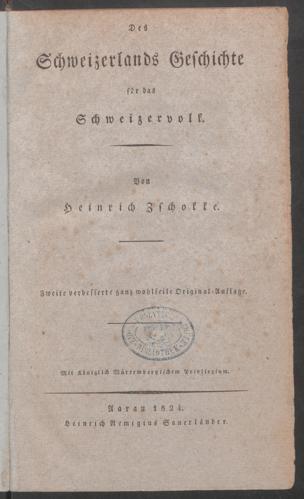 Des
Schweizerlands Geschichte
für das
Schweizervolk.
Von
Heinrich Zschokke.
Zweite verbesserte ganz wohlfeile Original-Auflage.
Mit Königlich Würtembergischem Privilegium.
Aarau 1824.
Heinrich Remigius Sauerländer.